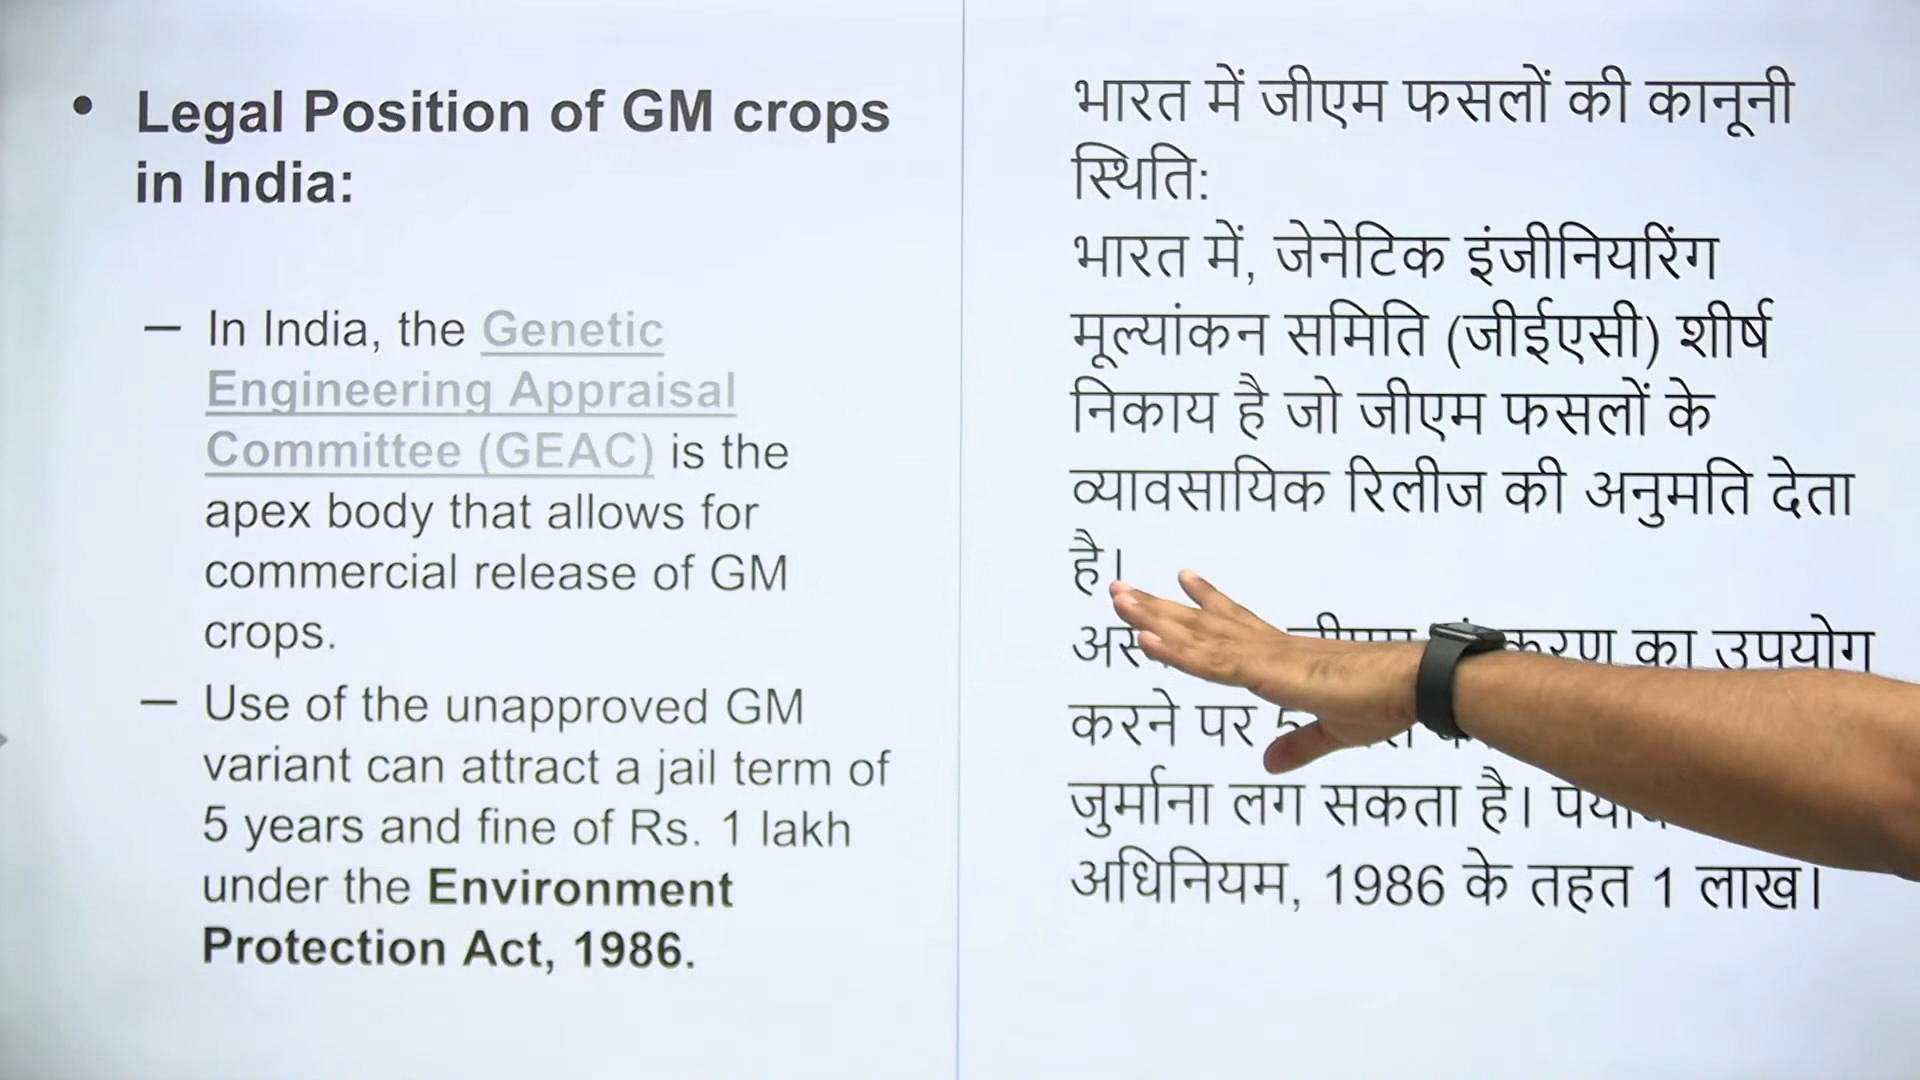 • Legal Position of GM crops
in India:
– In India, the Genetic
Engineering Appraisal
Committee (GEAC) is the
apex body that allows for
commercial release of GM
crops.
– Use of the unapproved GM
variant can attract a jail term of
5 years and fine of Rs. 1 lakh
under the Environment
Protection Act, 1986.
भारत में जीएम फसलों की कानूनी
स्थिति:
भारत में, जेनेटिक इंजीनियरिंग
मूल्यांकन समिति (जीईएसी) शीर्ष
निकाय है जो जीएम फसलों के
व्यावसायिक रिलीज की अनुमति देता
है।
का उपयोग
करने पर 5
जुर्माना लग सकता है।
अधिनियम, 1986 के तहत 1 लाख।